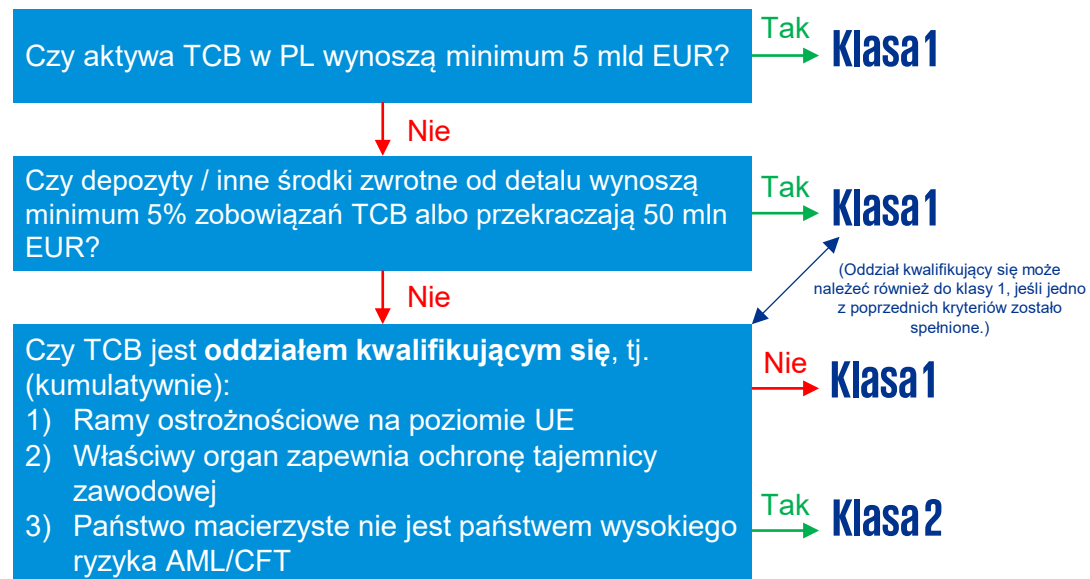 Czy aktywa TCB w PL wynoszą minimum 5 mld EUR?
Tak
Klasa 1
Nie
Czy depozyty / inne środki zwrotne od detalu wynoszą
minimum 5% zobowiązań TCB albo przekraczają 50 mln
EUR?
Tak
Klasa 1
(Oddział kwalifikujący się może
należeć również do klasy 1, jeśli jedno
z poprzednich kryteriów zostało
spełnione.)
Nie
Czy TCB jest oddziałem kwalifikującym się, tj.
(kumulatywnie):
1) Ramy ostrożnościowe na poziomie UE
2) Właściwy organ zapewnia ochronę tajemnicy
zawodowej
3) Państwo macierzyste nie jest państwem wysokiego
ryzyka AML/CFT
Nie
Klasa 1
Tak
Klasa 2